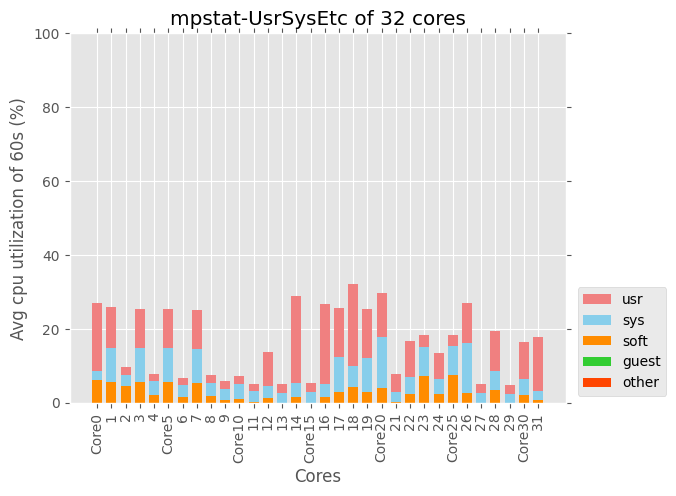 mpstat-UsrSysEtc of 32 cores
Avg cpu utilization of 60s (%)
100
80
60
40
20
0
Core0
1
2
3
4
Core5
6
7
8
9
Core10
11
12
13
14
Core15
16
17
18
19
Core20
21
22
23
24
Core25
26
27
28
29
Core30
31
Cores
usr
sys
soft
guest
other